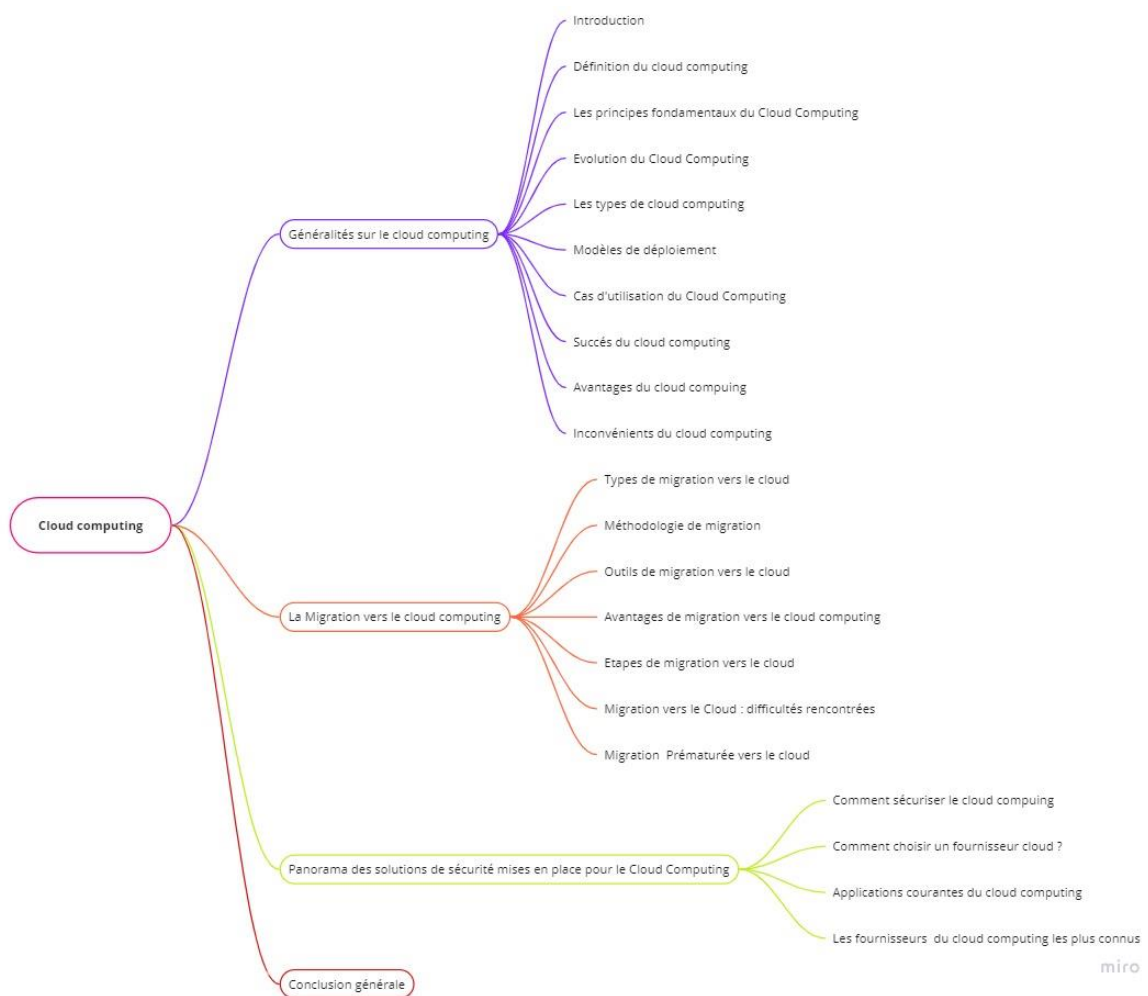 Cloud computing
Généralités sur le cloud computing
Introduction
Définition du cloud computing
Les principes fondamentaux du Cloud Computing
Evolution du Cloud Computing
Les types de cloud computing
Modèles de déploiement
Cas d'utilisation du Cloud Computing
Succés du cloud computing
Avantages du cloud compuing
Inconvénients du cloud computing
La Migration vers le cloud computing
Types de migration vers le cloud
Méthodologie de migration
Outils de migration vers le cloud
Avantages de migration vers le cloud computing
Etapes de migration vers le cloud
Migration vers le Cloud : difficultés rencontrées
Migration Prématurée vers le cloud
Panorama des solutions de sécurité mises en place pour le Cloud Computing
Comment sécuriser le cloud compuing
Comment choisir un fournisseur cloud ?
Applications courantes du cloud computing
Les fournisseurs du cloud computing les plus connus
Conclusion générale
miro